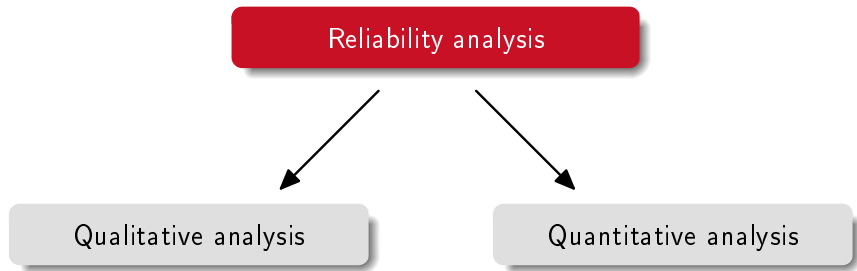 Reliability analysis
Qualitative analysis
Quantitative analysis